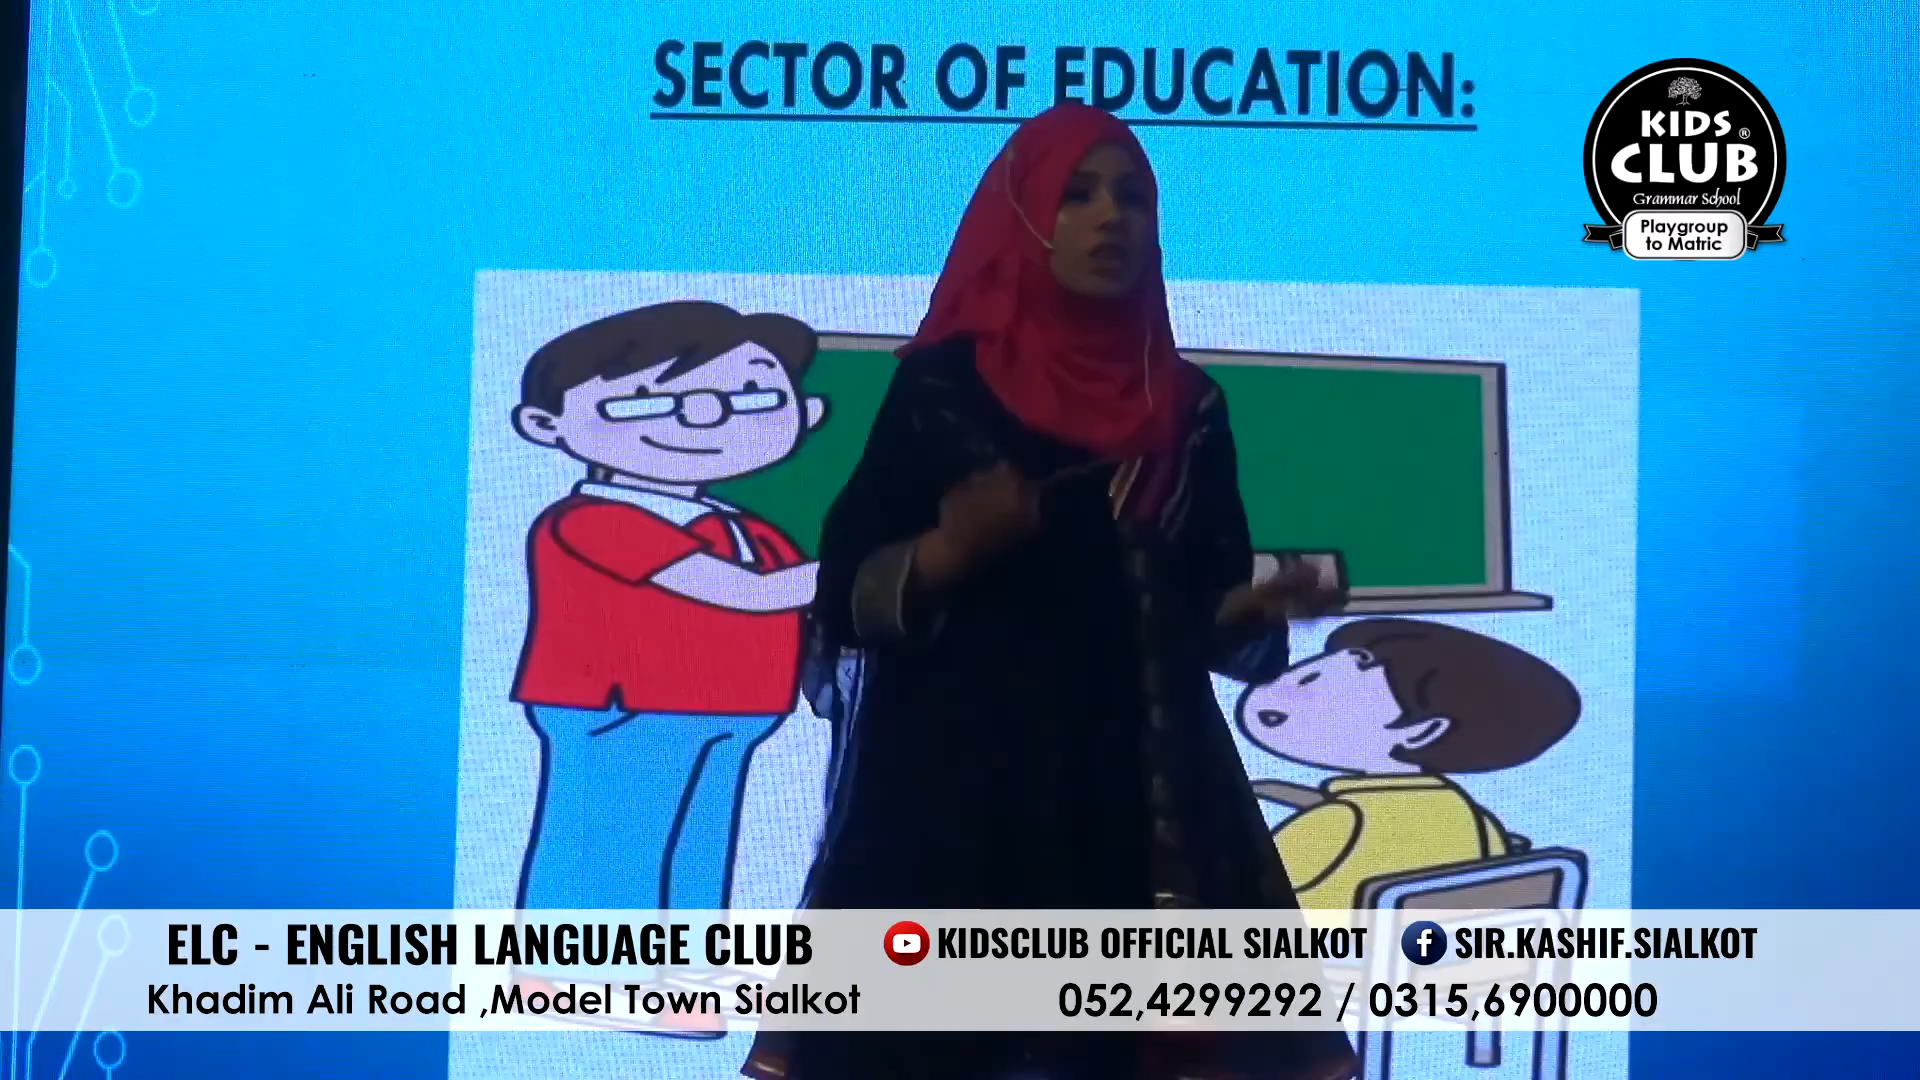 SECTOR OF EDUCATION:
KIDS ®
CLUB
Grammar School
Playgroup
to Matric
ELC - ENGLISH LANGUAGE CLUB
KIDSCLUB OFFICIAL SIALKOT
SIR.KASHIF.SIALKOT
Khadim Ali Road ,Model Town Sialkot
052,4299292 / 0315,6900000